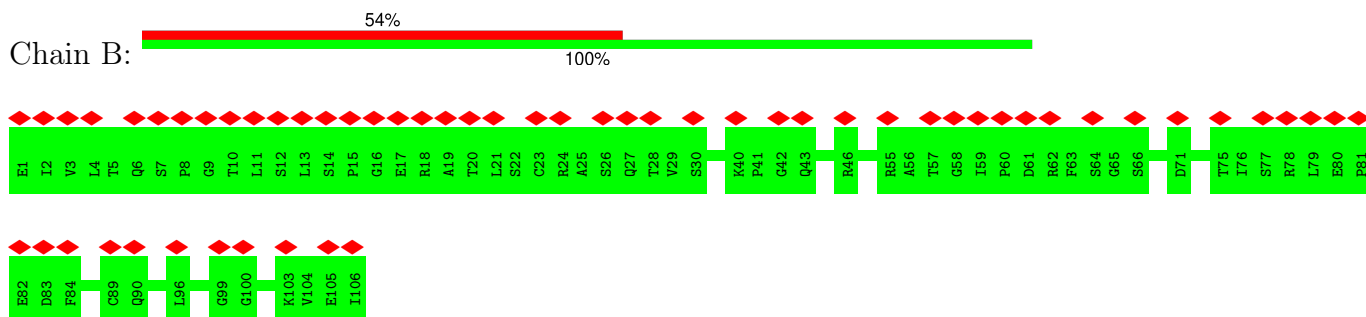 54%
Chain B:
100%
E1 I2 V3 L4 T5 Q6 S7 P8 G9 T10 L11 S12 L13 S14 P15 G16 E17 R18 A19 T20 L21 S22 C23 R24 A25 S26 Q27 T28 V29 S30 K40 P41 G42 Q43 R46 R55 A56 T57 G58 I59 P60 D61 R62 F63 S64 G65 S66 D71 T75 I76 S77 R78 L79 E80 P81
E82 D83 F84 C89 Q90 L96 G99 G100 K103 V104 E105 I106